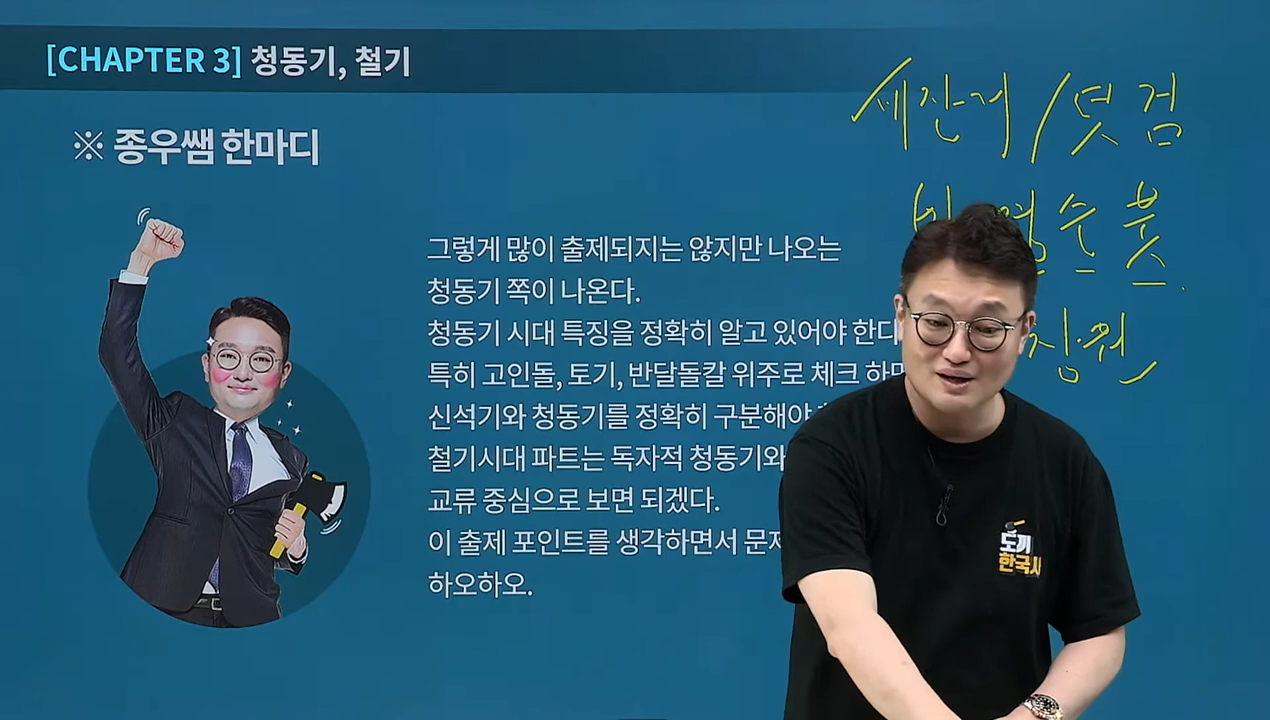 [CHAPTER 3] 청동기, 철기
※ 종우쌤 한마디
그렇게 많이 출제되지는 않지만 나오는
청동기 쪽이 나온다.
청동기 시대 특징을 정확히 알고 있어야 한다
특히 고인돌, 토기, 반달돌칼 위주로 체크
신석기와 청동기를 정확히 구분해야
철기시대 파트는 독자적 청동기와
교류 중심으로 보면 되겠다.
이 출제 포인트를 생각하면서
하오하오.
세잔거 / 덧 검
수 부
도끼
한국사